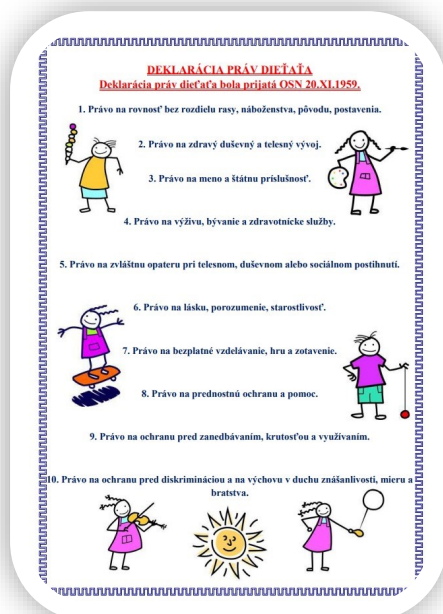 DEKLARÁCIA PRÁV DIEŤAŤA
Deklarácia práv dieťaťa bola prijatá OSN 20.XI.1959.
1. Právo na rovnosť bez rozdielu rasy, náboženstva, pôvodu, postavenia.
2. Právo na zdravý duševný a telesný vývoj.
3. Právo na meno a štátnu príslušnosť.
4. Právo na výživu, bývanie a zdravotnícke služby.
5. Právo na zvláštnu opateru pri telesnom, duševnom alebo sociálnom postihnutí.
6. Právo na lásku, porozumenie, starostlivosť.
7. Právo na bezplatné vzdelávanie, hru a zotavenie.
8. Právo na prednostnú ochranu a pomoc.
9. Právo na ochranu pred zanedbávaním, krutosťou a využívaním.
10. Právo na ochranu pred diskrimináciou a na výchovu v duchu znášanlivosti, mieru a
bratstva.